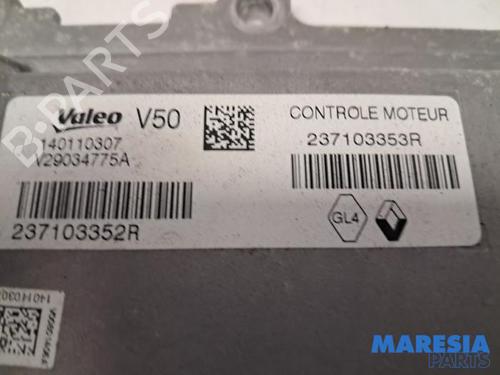 Valeo V50
140110307
V29034775A
237103352R
CONTROLE MOTEUR
237103353R
GL4
B-Parts
MARESIA
PARTS